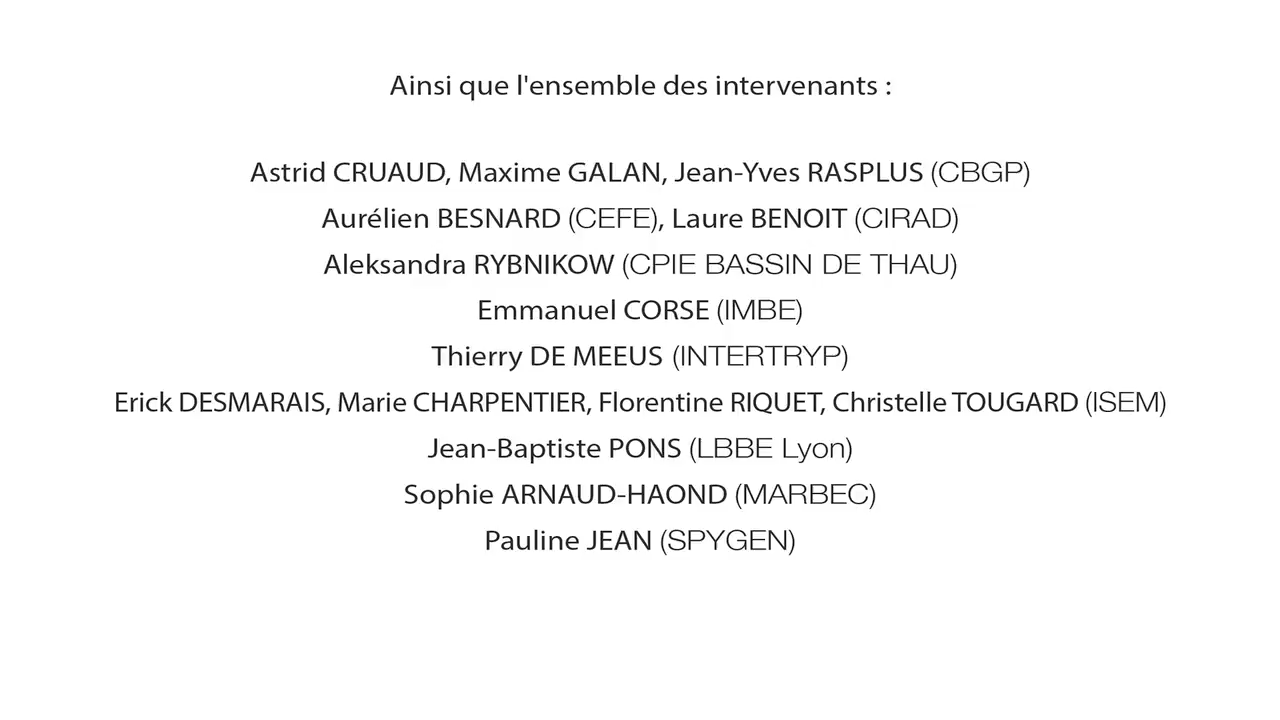 Ainsi que l'ensemble des intervenants :
Astrid CRUAUD, Maxime GALAN, Jean-Yves RASPLUS (CBGP)
Aurélien BESNARD (CEFE), Laure BENOIT (CIRAD)
Aleksandra RYBNIKOW (CPIE BASSIN DE THAU)
Emmanuel CORSE (IMBE)
Thierry DE MEEUS (INTERTRYP)
Erick DESMARAIS, Marie CHARPENTIER, Florentine RIQUET, Christelle TOUGARD (ISEM)
Jean-Baptiste PONS (LBBE Lyon)
Sophie ARNAUD-HAOND (MARBEC)
Pauline JEAN (SPYGEN)